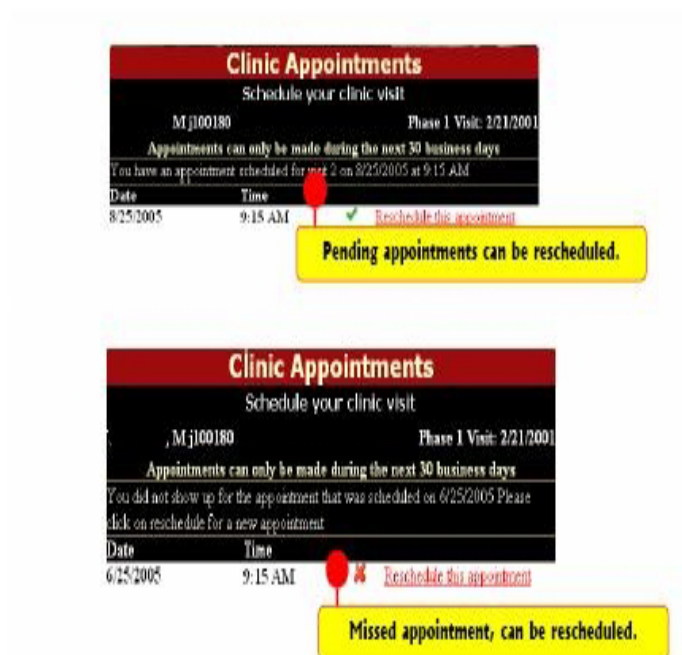 Clinic Appointments
Schedule your clinic visit
M j100180 Phase 1 Visit: 2/21/2001
Appointments can only be made during the next 30 business days
You have an appointment scheduled for visit 2 on 8/25/2005 at 9:15 AM
Date Time
8/25/2005 9:15 AM Reschedule this appointment
Pending appointments can be rescheduled.
Clinic Appointments
Schedule your clinic visit
, M j100180 Phase 1 Visit: 2/21/2001
Appointments can only be made during the next 30 business days
You did not show up for the appointment that was scheduled on 6/25/2005 Please
click on reschedule for a new appointment
Date Time
6/25/2005 9:15 AM Reschedule this appointment
Missed appointment, can be rescheduled.